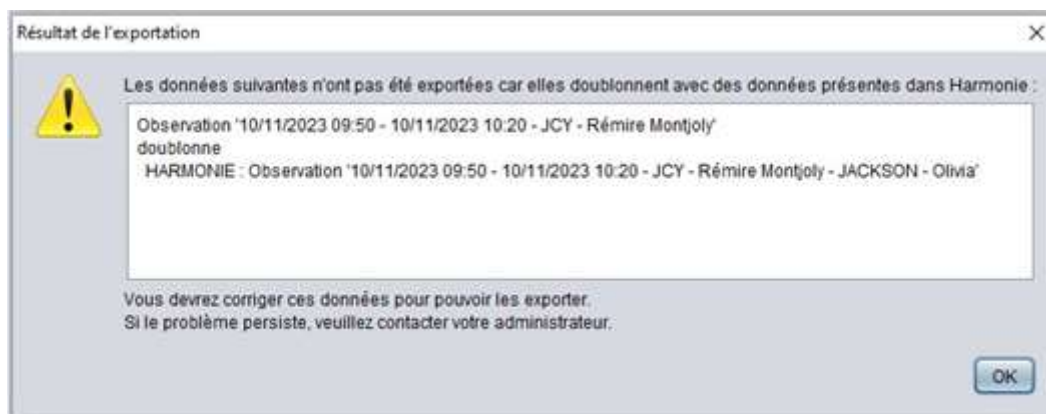 Résultat de l'exportation
Les données suivantes n'ont pas été exportées car elles doublonnent avec des données présentes dans Harmonie :
Observation '10/11/2023 09:50 - 10/11/2023 10:20 - JCY - Rémire Montjoly'
doublonne
HARMONIE : Observation '10/11/2023 09:50 - 10/11/2023 10:20 - JCY - Rémire Montjoly - JACKSON - Olivia'
Vous devrez corriger ces données pour pouvoir les exporter.
Si le problème persiste, veuillez contacter votre administrateur.
OK